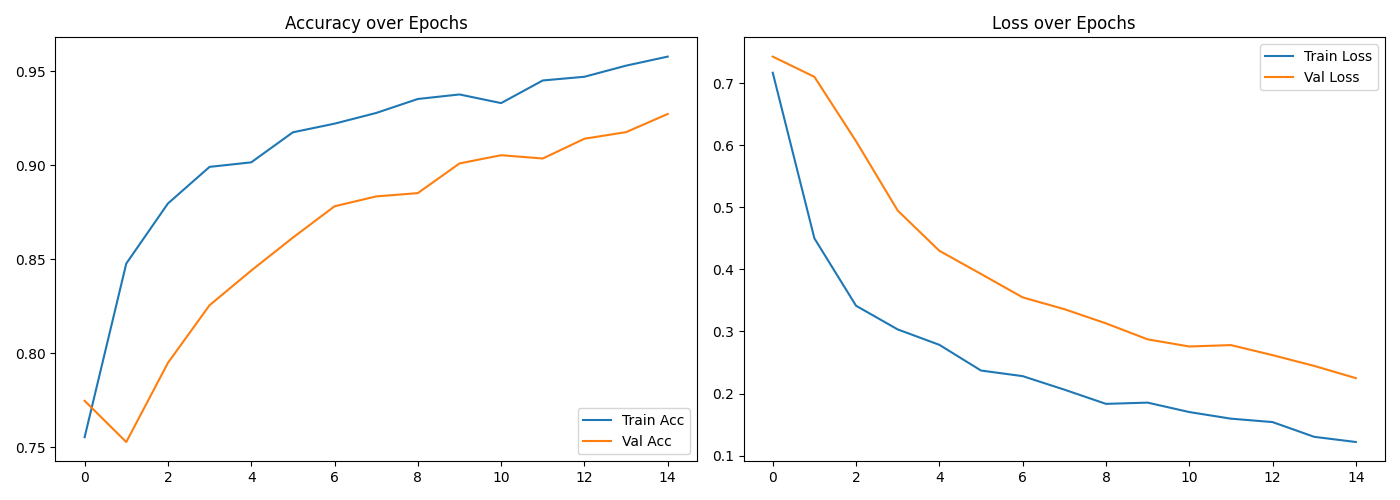 Accuracy over Epochs
0.95
0.90
0.85
0.80
0.75
0 2 4 6 8 10 12 14
Train Acc
Val Acc
Loss over Epochs
0.7
0.6
0.5
0.4
0.3
0.2
0.1
0 2 4 6 8 10 12 14
Train Loss
Val Loss